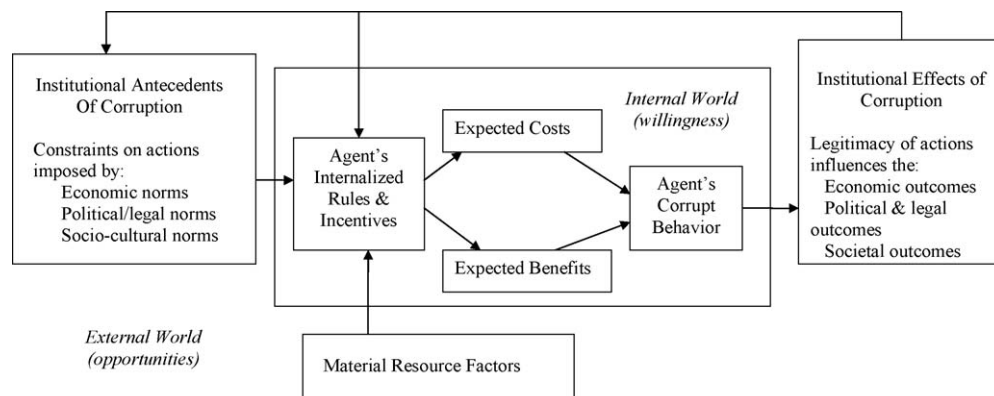 Institutional Antecedents
Of Corruption
Constraints on actions
imposed by:
Economic norms
Political/legal norms
Socio-cultural norms
Internal World
(willingness)
Expected Costs
Agent's
Internalized
Rules &
Incentives
Agent's
Corrupt
Behavior
Expected Benefits
Institutional Effects of
Corruption
Legitimacy of actions
influences the:
Economic outcomes
Political & legal
outcomes
Societal outcomes
External World
(opportunities)
Material Resource Factors